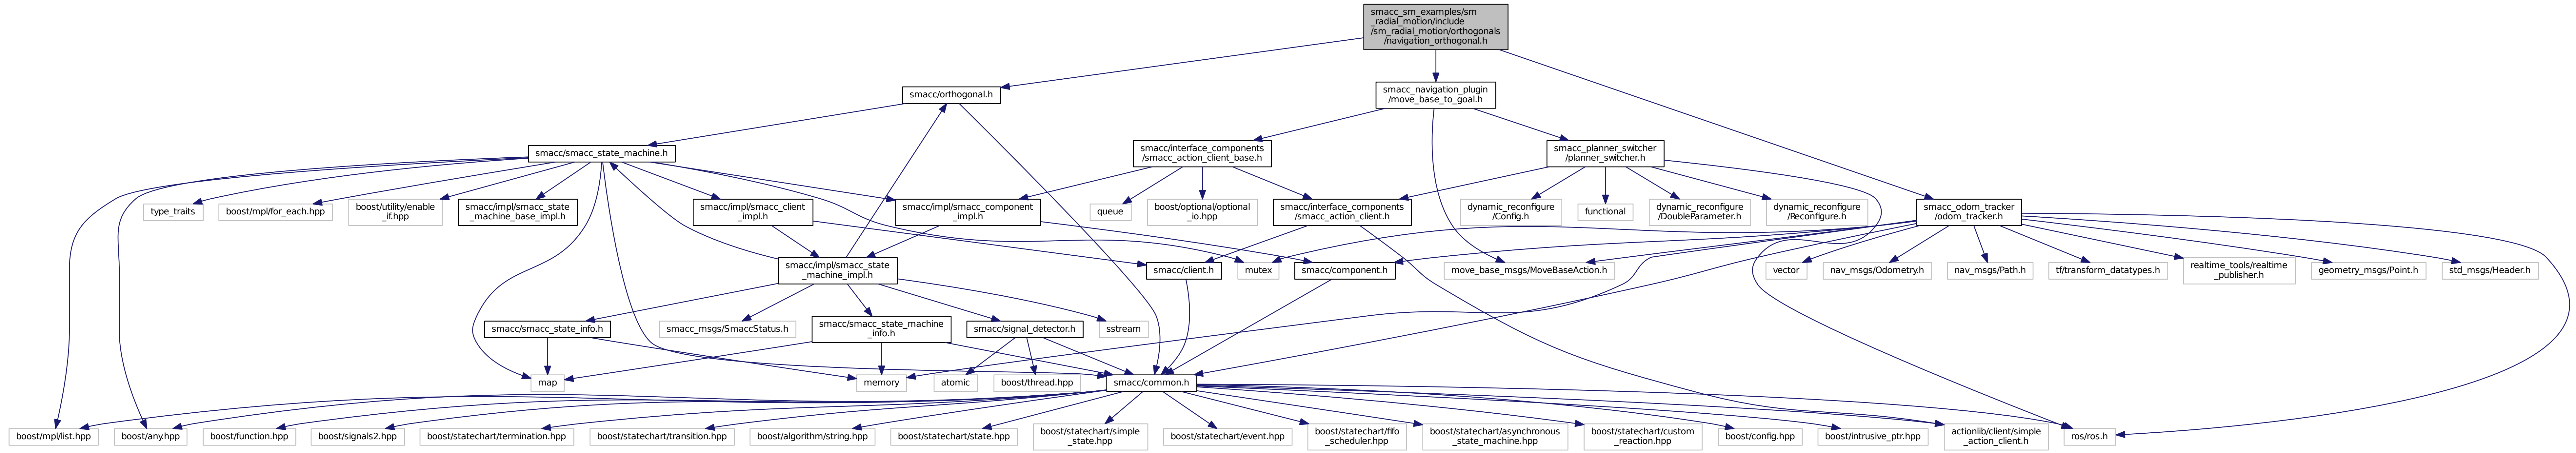 smacc_sm_examples/sm
_radial_motion/include
/sm_radial_motion/orthogonals
/navigation_orthogonal.h
smacc/orthogonal.h
smacc_navigation_plugin
/move_base_to_goal.h
smacc/smacc_state_machine.h
smacc/interface_components
/smacc_action_client_base.h
smacc_planner_switcher
/planner_switcher.h
type_traits
boost/mpl/for_each.hpp
boost/utility/enable
_if.hpp
smacc/impl/smacc_state
_machine_base_impl.h
smacc/impl/smacc_client
_impl.h
smacc/impl/smacc_component
_impl.h
queue
boost/optional/optional
_io.hpp
smacc/interface_components
/smacc_action_client.h
dynamic_reconfigure
/Config.h
functional
dynamic_reconfigure
/DoubleParameter.h
dynamic_reconfigure
/Reconfigure.h
smacc_odom_tracker
/odom_tracker.h
smacc/impl/smacc_state
_machine_impl.h
smacc/client.h
mutex
smacc/component.h
move_base_msgs/MoveBaseAction.h
vector
nav_msgs/Odometry.h
nav_msgs/Path.h
tf/transform_datatypes.h
realtime_tools/realtime
_publisher.h
geometry_msgs/Point.h
std_msgs/Header.h
smacc/smacc_state_info.h
smacc_msgs/SmaccStatus.h
smacc/smacc_state_machine
_info.h
smacc/signal_detector.h
sstream
map
memory
atomic
boost/thread.hpp
smacc/common.h
boost/mpl/list.hpp
boost/any.hpp
boost/function.hpp
boost/signals2.hpp
boost/statechart/termination.hpp
boost/statechart/transition.hpp
boost/algorithm/string.hpp
boost/statechart/state.hpp
boost/statechart/simple
_state.hpp
boost/statechart/event.hpp
boost/statechart/fifo
_scheduler.hpp
boost/statechart/asynchronous
_state_machine.hpp
boost/statechart/custom
_reaction.hpp
boost/config.hpp
boost/intrusive_ptr.hpp
actionlib/client/simple
_action_client.h
ros/ros.h